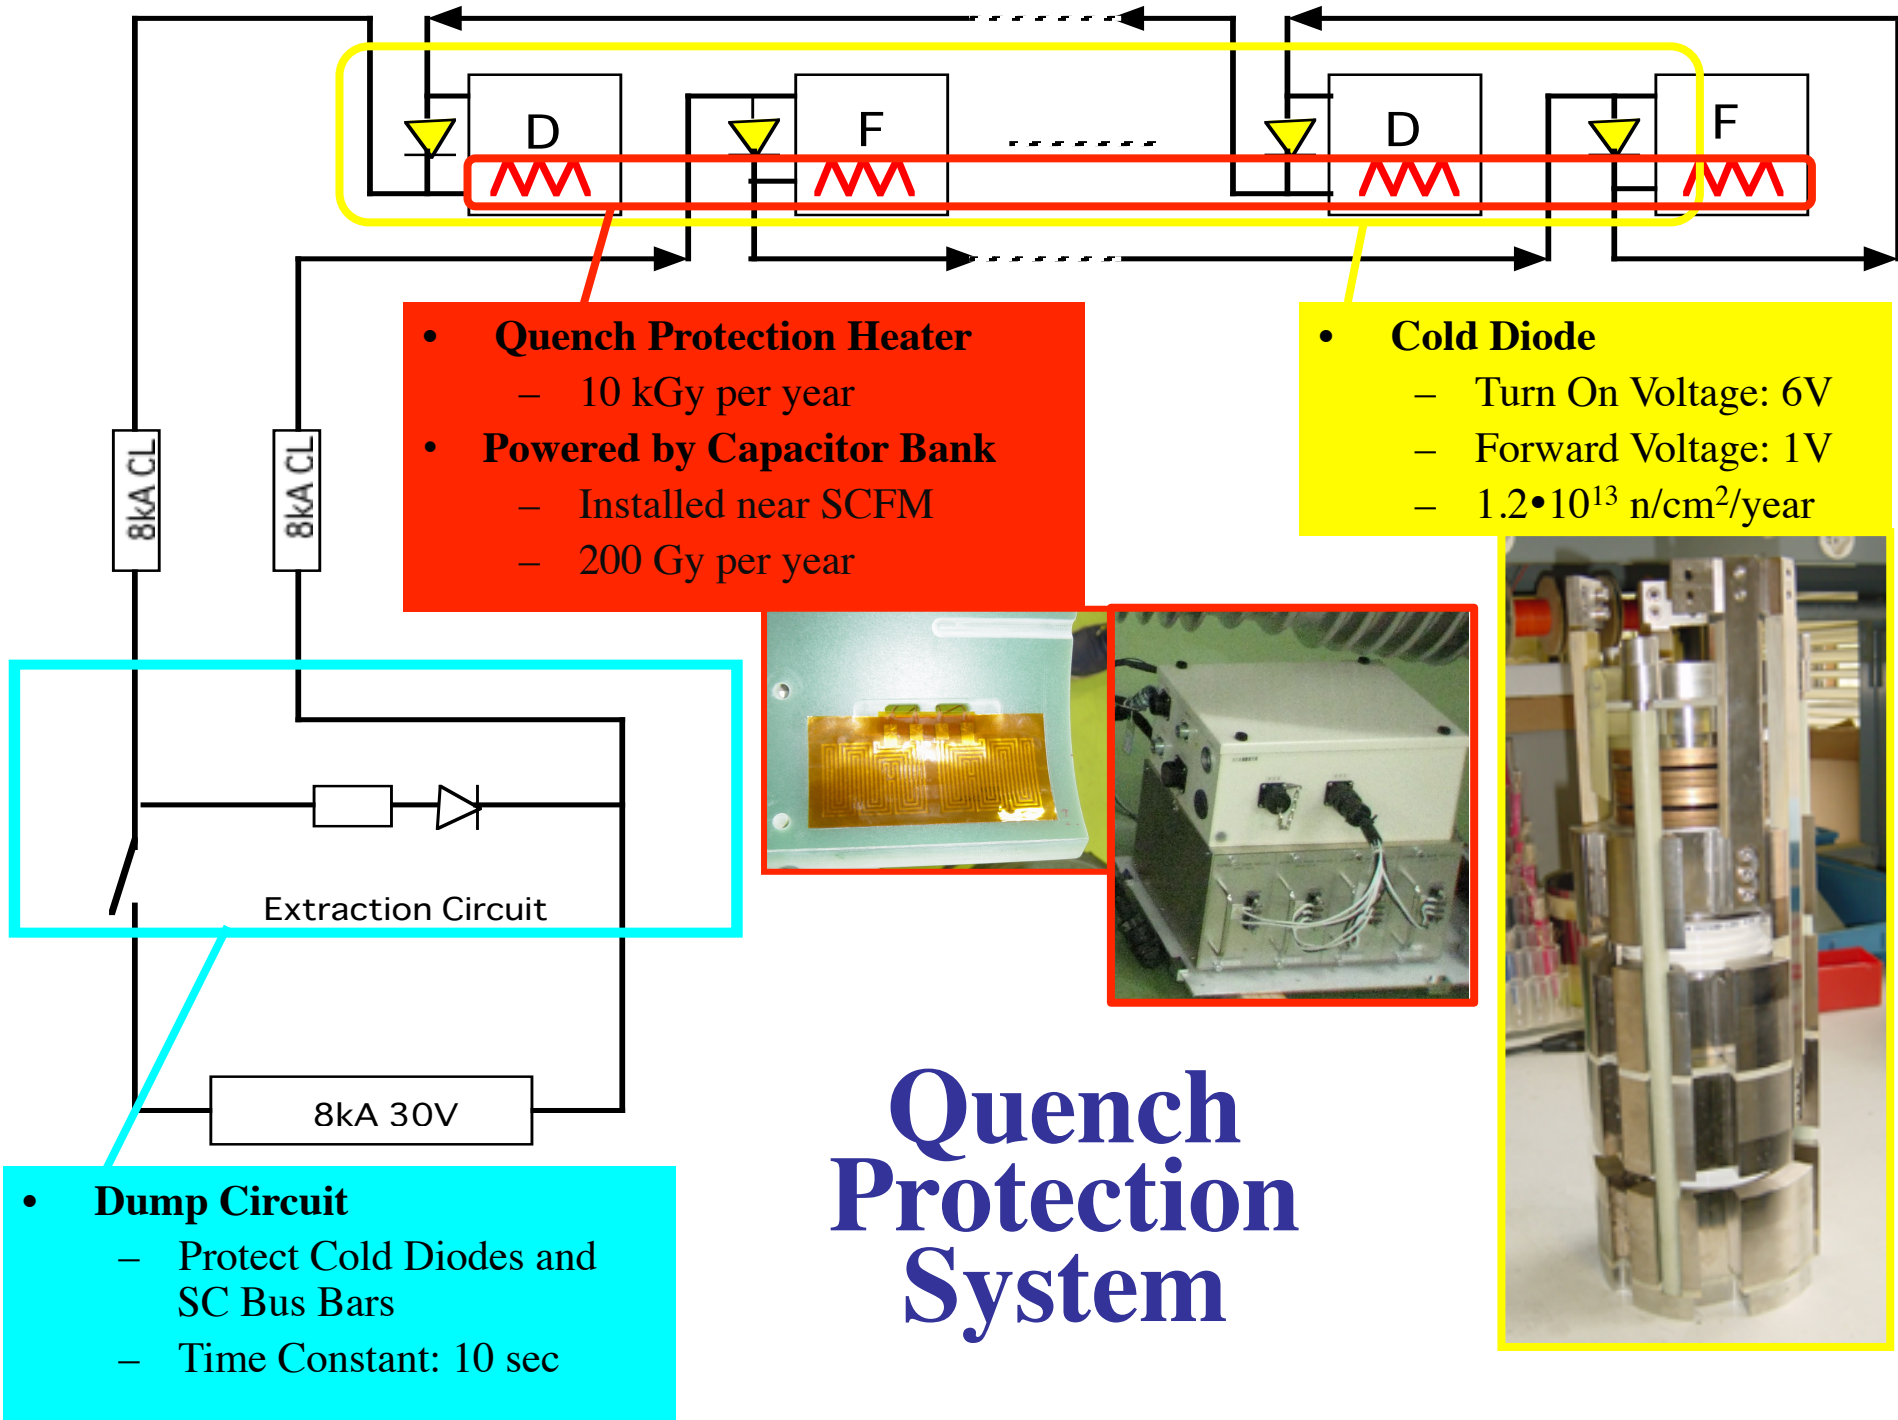 D
F
D
F
• Quench Protection Heater
– 10 kGy per year
• Powered by Capacitor Bank
– Installed near SCFM
– 200 Gy per year
• Cold Diode
– Turn On Voltage: 6V
– Forward Voltage: 1V
– 1.2•10¹³ n/cm²/year
8kA CL
8kA CL
Extraction Circuit
8kA 30V
• Dump Circuit
– Protect Cold Diodes and
SC Bus Bars
– Time Constant: 10 sec
Quench
Protection
System